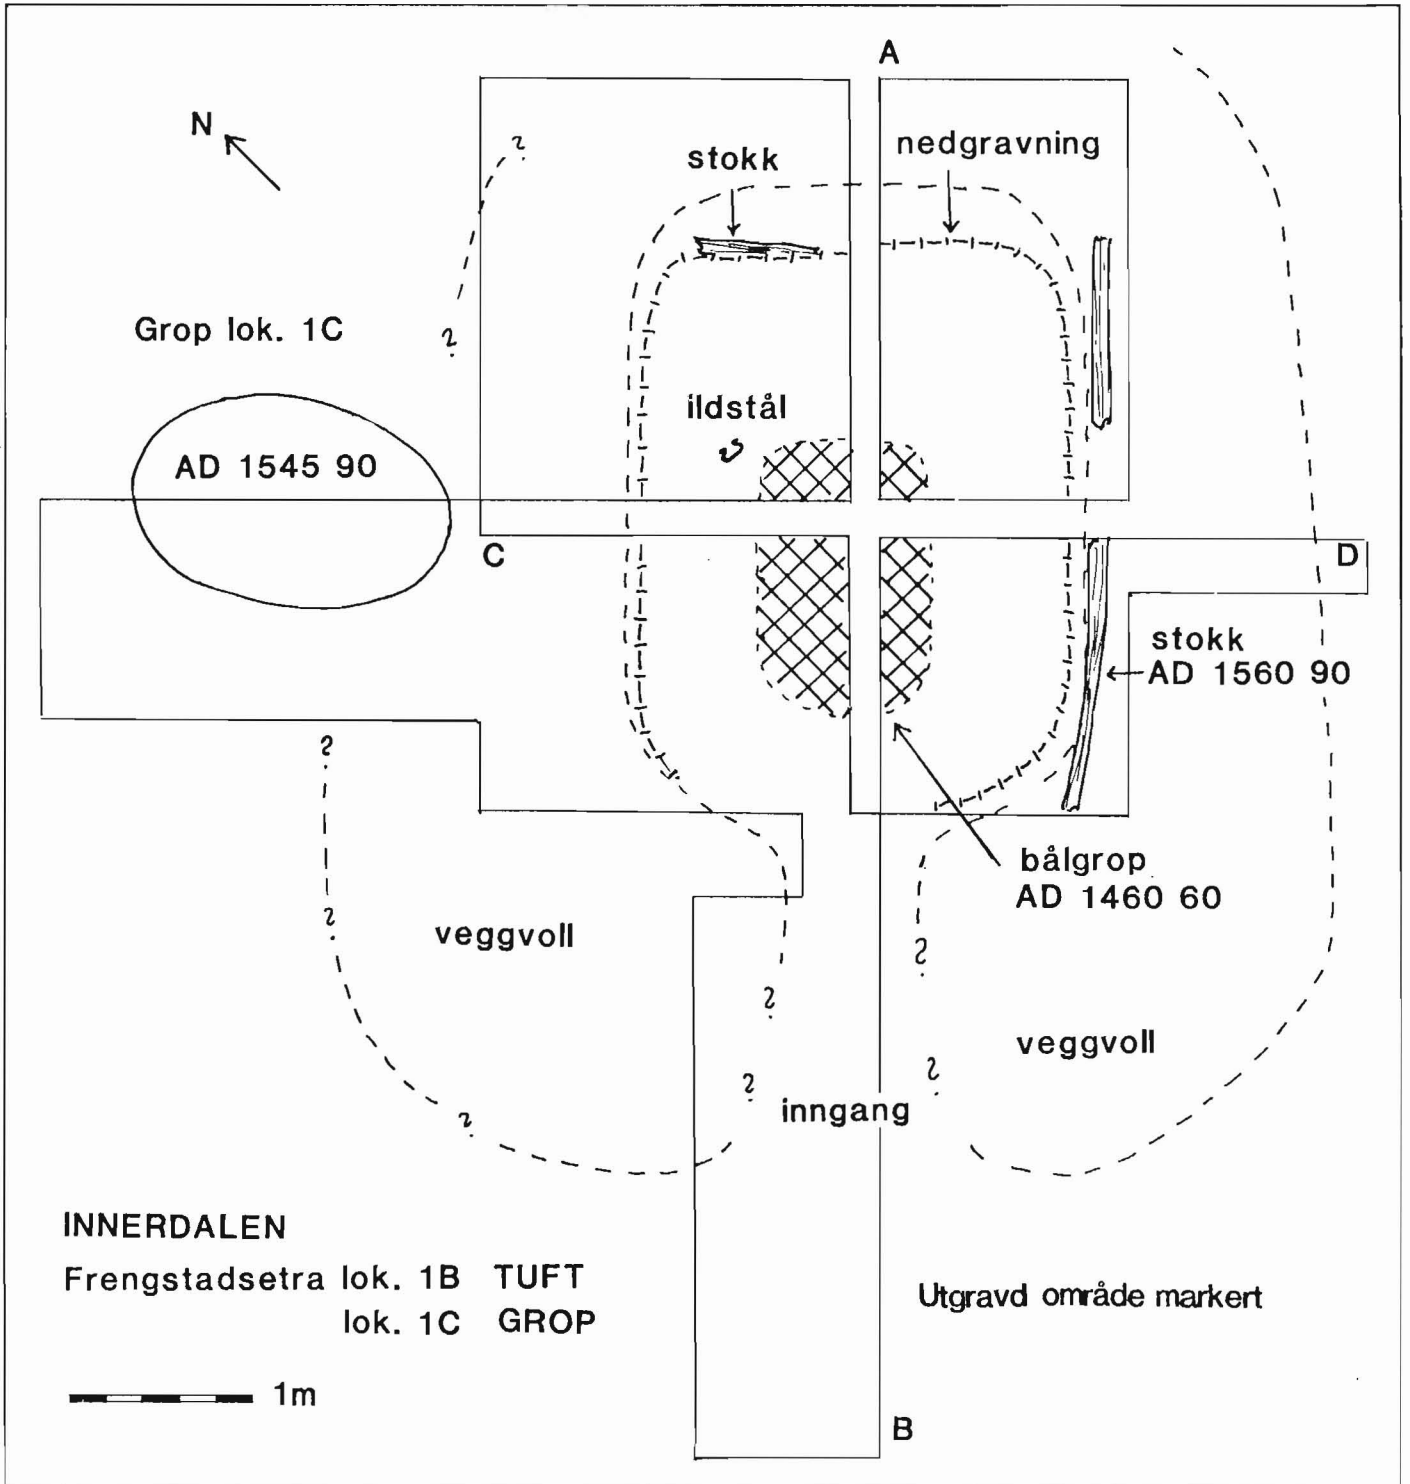 A
N
nedgravning
stokk
?
Grop lok. 1C
?
ildstål
AD 1545 90
C
D
stokk
AD 1560 90
?
bålgrop
AD 1460 60
?
veggvoll
?
?
veggvoll
?
?
inngang
?
INNERDALEN
Frengstadsetra lok. 1B TUFT
lok. 1C GROP
Utgravd område markert
1m
B